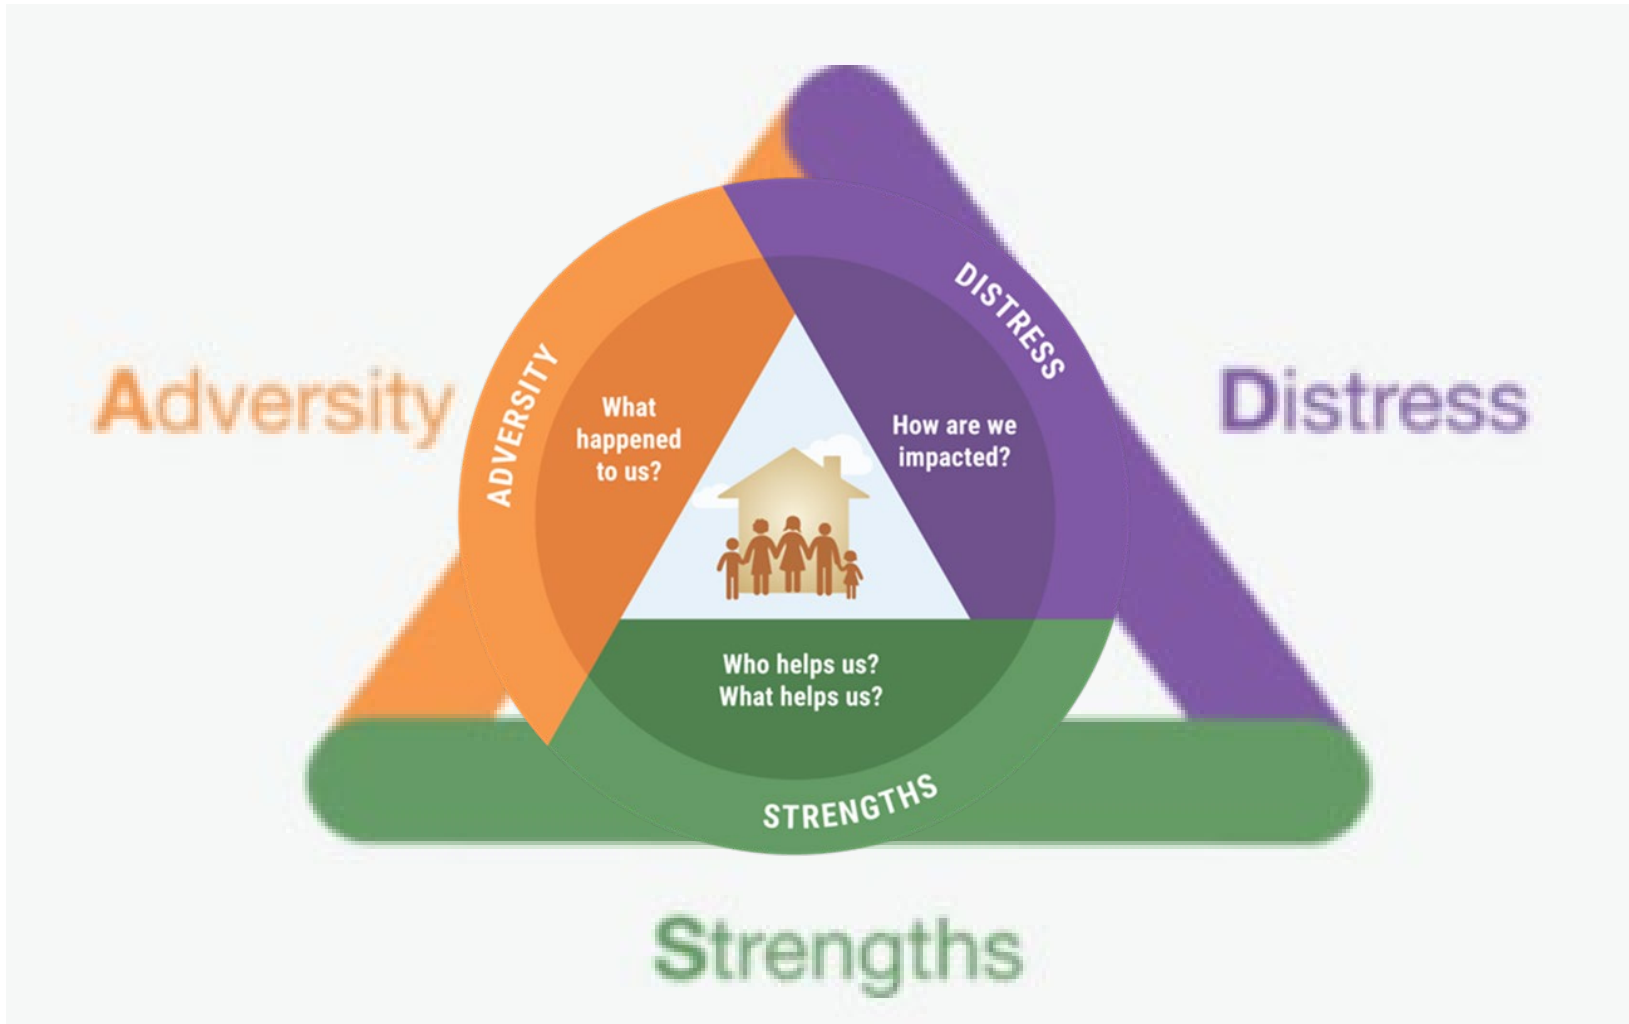 DISTRESS
ADVERSITY
Adversity
Distress
What
happened
to us?
How are we
impacted?
Who helps us?
What helps us?
STRENGTHS
Strengths